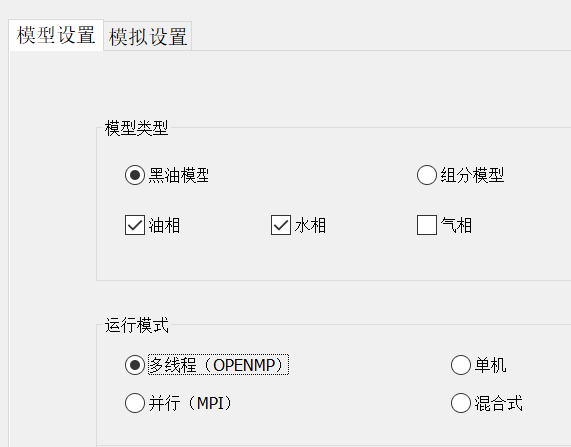 模型设置 模拟设置
模型类型
黑油模型 组分模型
油相 水相 气相
运行模式
多线程（OPENMP） 单机
并行（MPI） 混合式